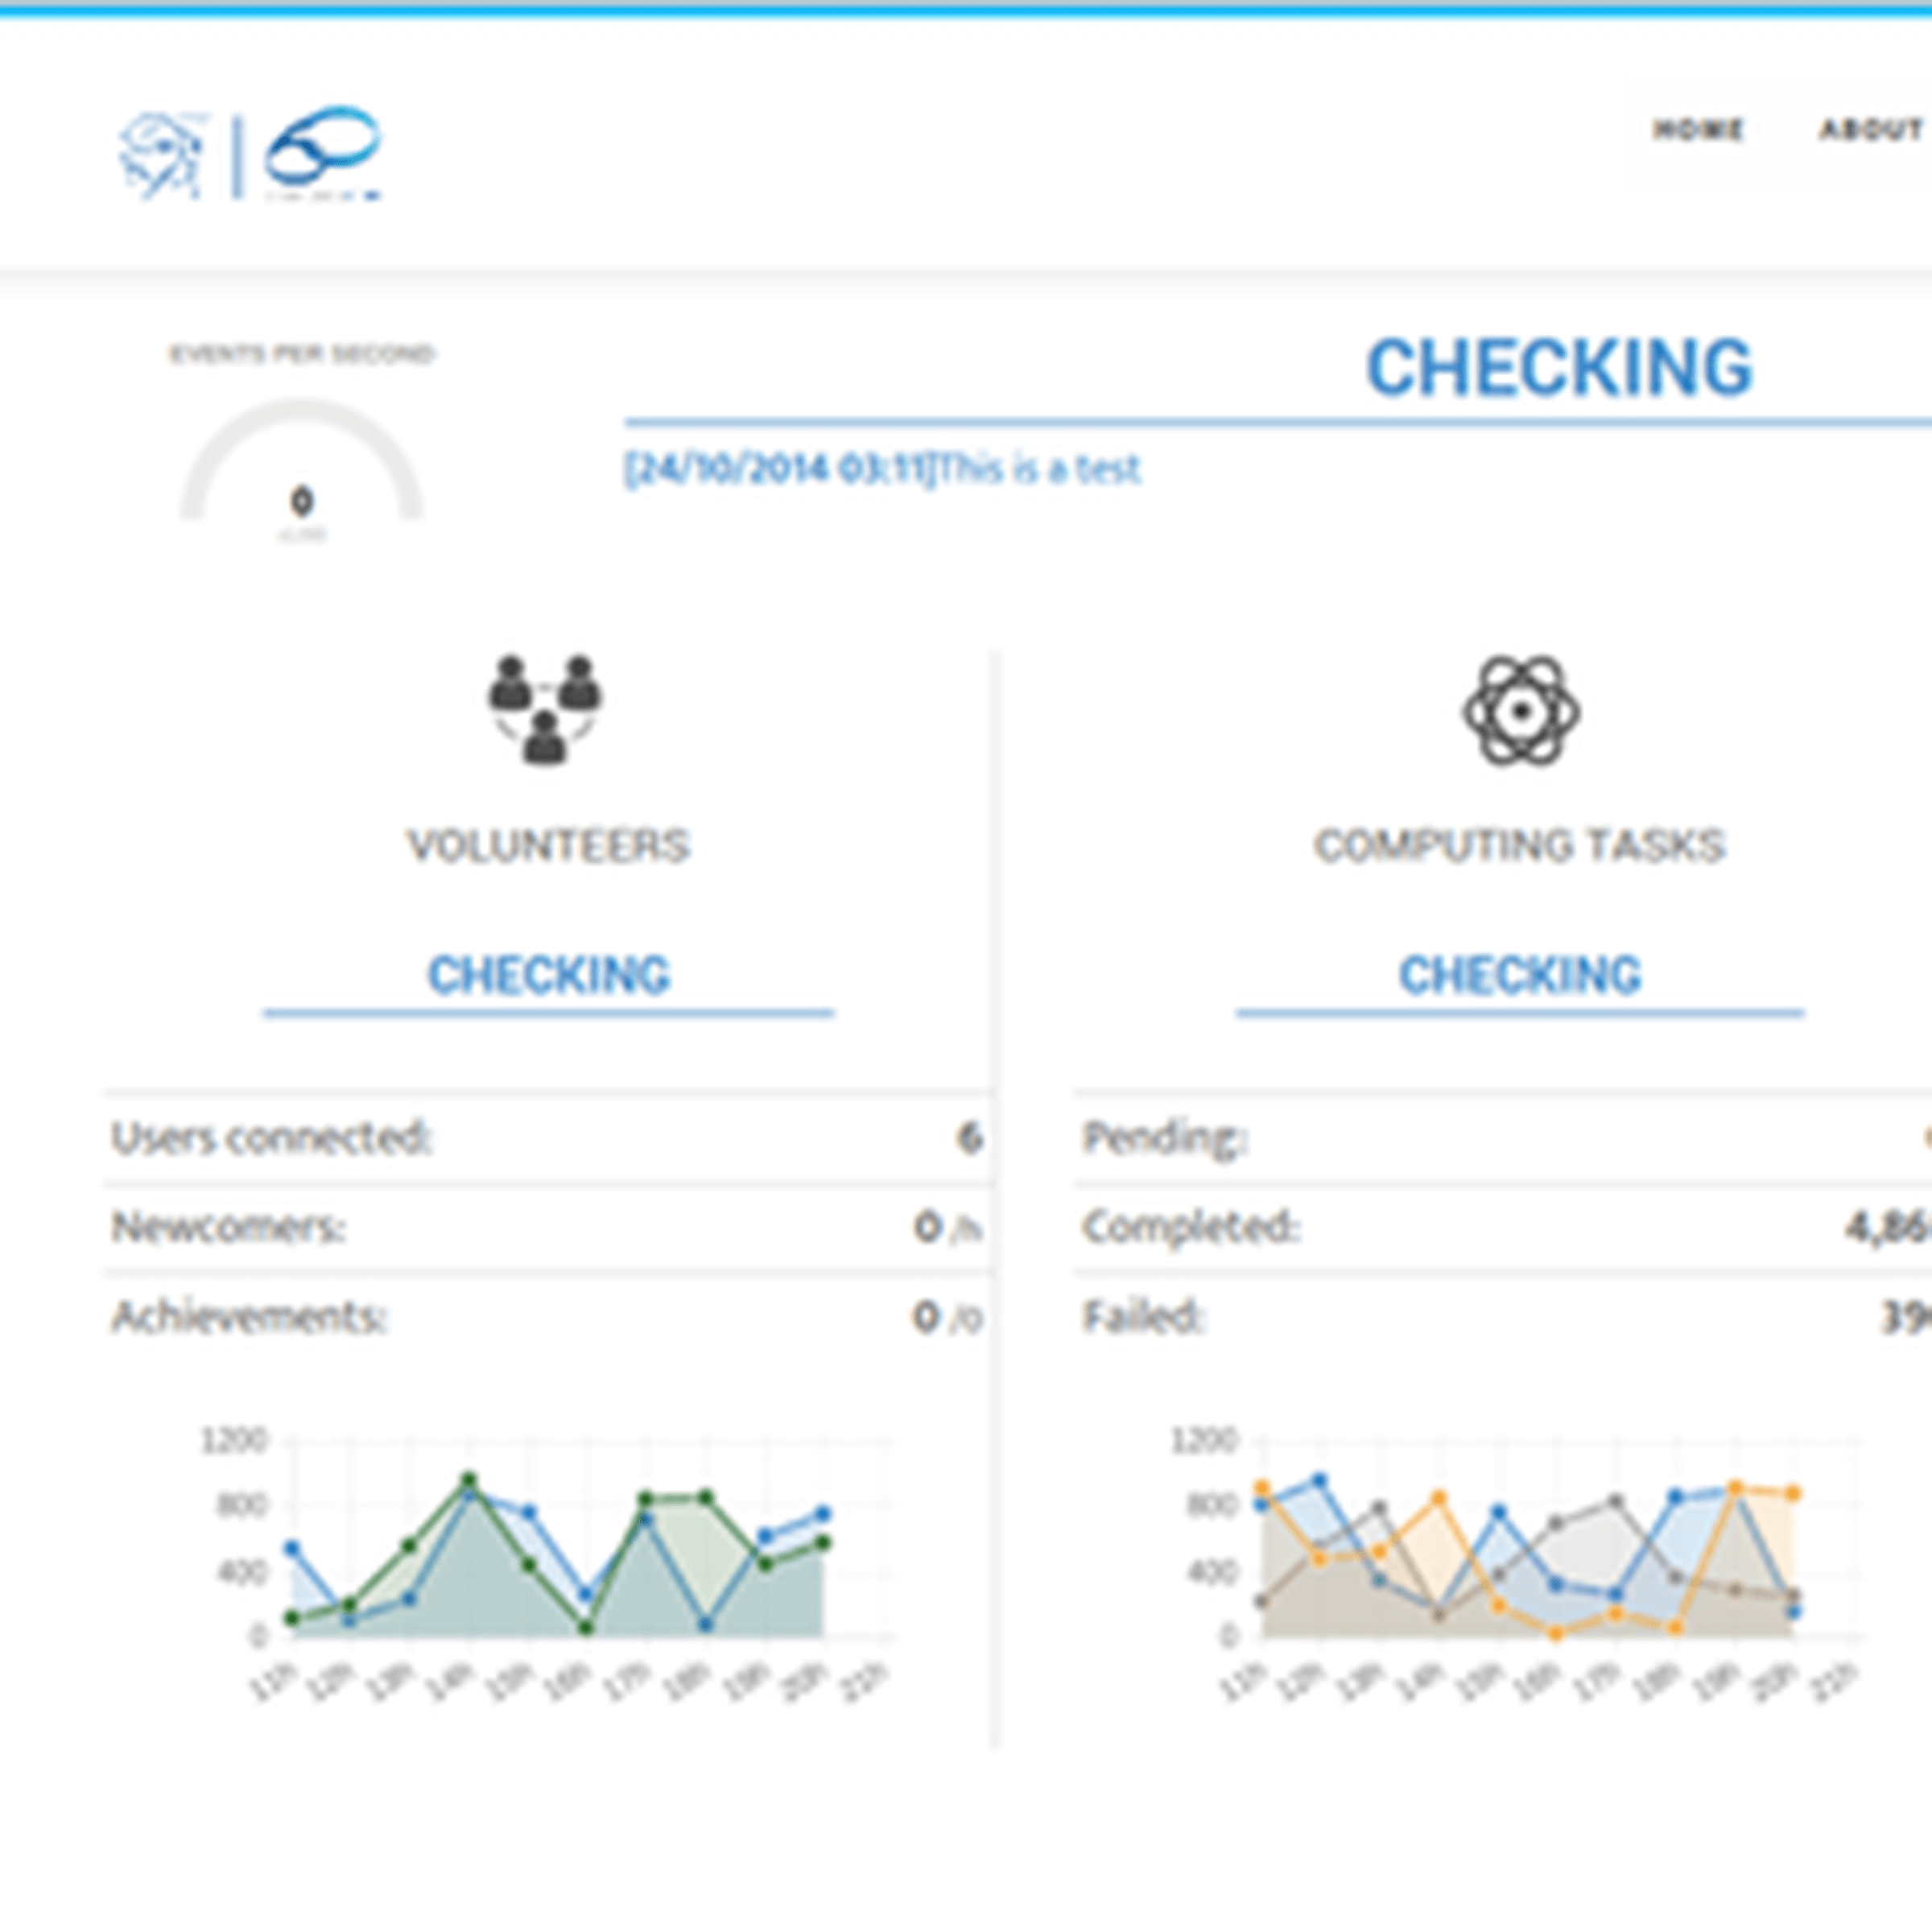 HOME ABOUT
EVENTS PER SECOND
0
CHECKING
[24/10/2014 03:11]This is a test
VOLUNTEERS
CHECKING
Users connected: 6
Newcomers: 0 /h
Achievements: 0 /0
1200
800
400
0
11h 12h 13h 14h 15h 16h 17h 18h 19h 20h 21h
COMPUTING TASKS
CHECKING
Pending:
Completed: 4,86
Failed: 39
1200
800
400
0
11h 12h 13h 14h 15h 16h 17h 18h 19h 20h 21h